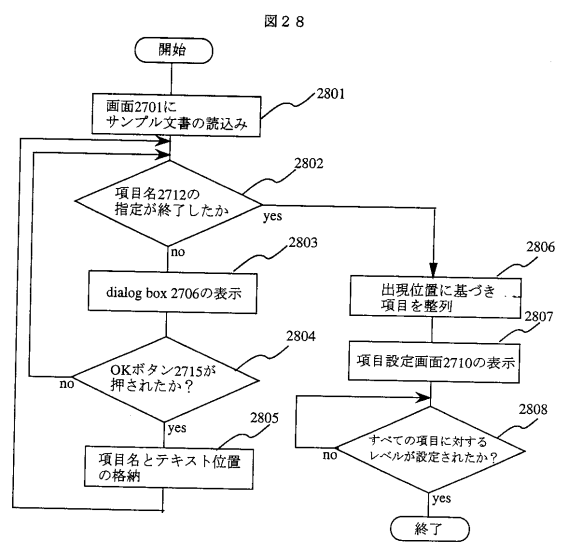 図２８
開始
画面2701に
サンプル文書の読込み
2801
項目名2712の
指定が終了したか
2802
yes
no
dialog box 2706の表示
2803
OKボタン2715が
押されたか？
2804
no
yes
項目名とテキスト位置
の格納
2805
出現位置に基づき
項目を整列
2806
項目設定画面2710の表示
2807
すべての項目に対する
レベルが設定されたか？
2808
no
yes
終了